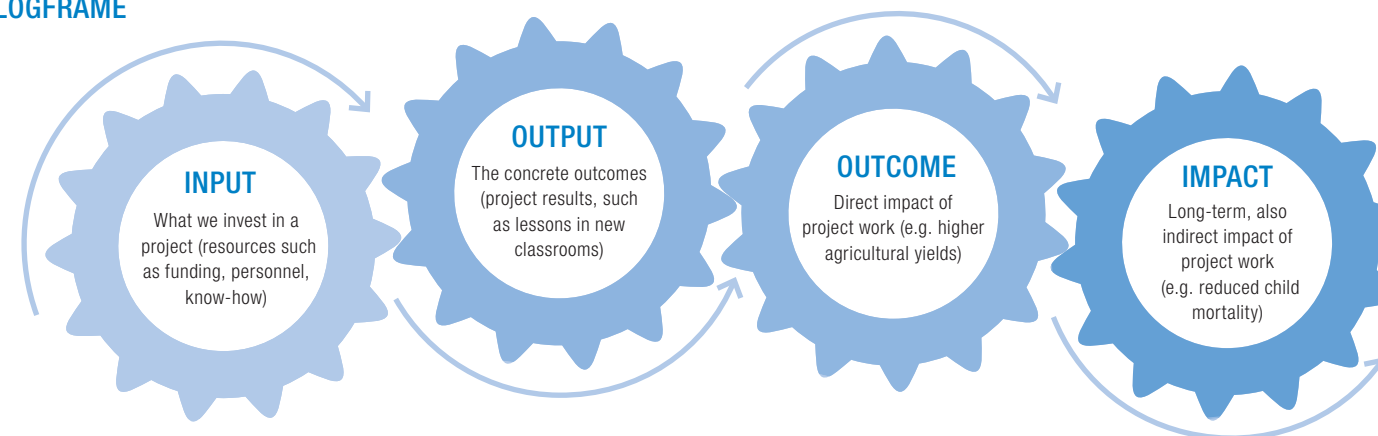 LOGFRAME
INPUT
What we invest in a
project (resources such
as funding, personnel,
know-how)
OUTPUT
The concrete outcomes
(project results, such
as lessons in new
classrooms)
OUTCOME
Direct impact of
project work (e.g. higher
agricultural yields)
IMPACT
Long-term, also
indirect impact of
project work
(e.g. reduced child
mortality)